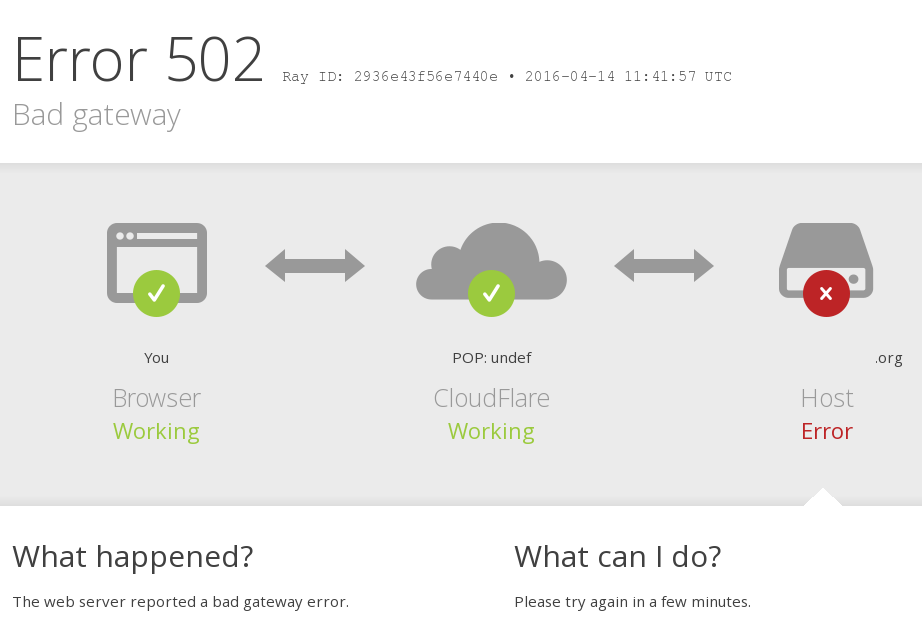 Error 502 Ray ID: 2936e43f56e7440e • 2016-04-14 11:41:57 UTC
Bad gateway
You
POP: undef
.org
Browser
CloudFlare
Host
Working
Working
Error
What happened?
What can I do?
The web server reported a bad gateway error.
Please try again in a few minutes.